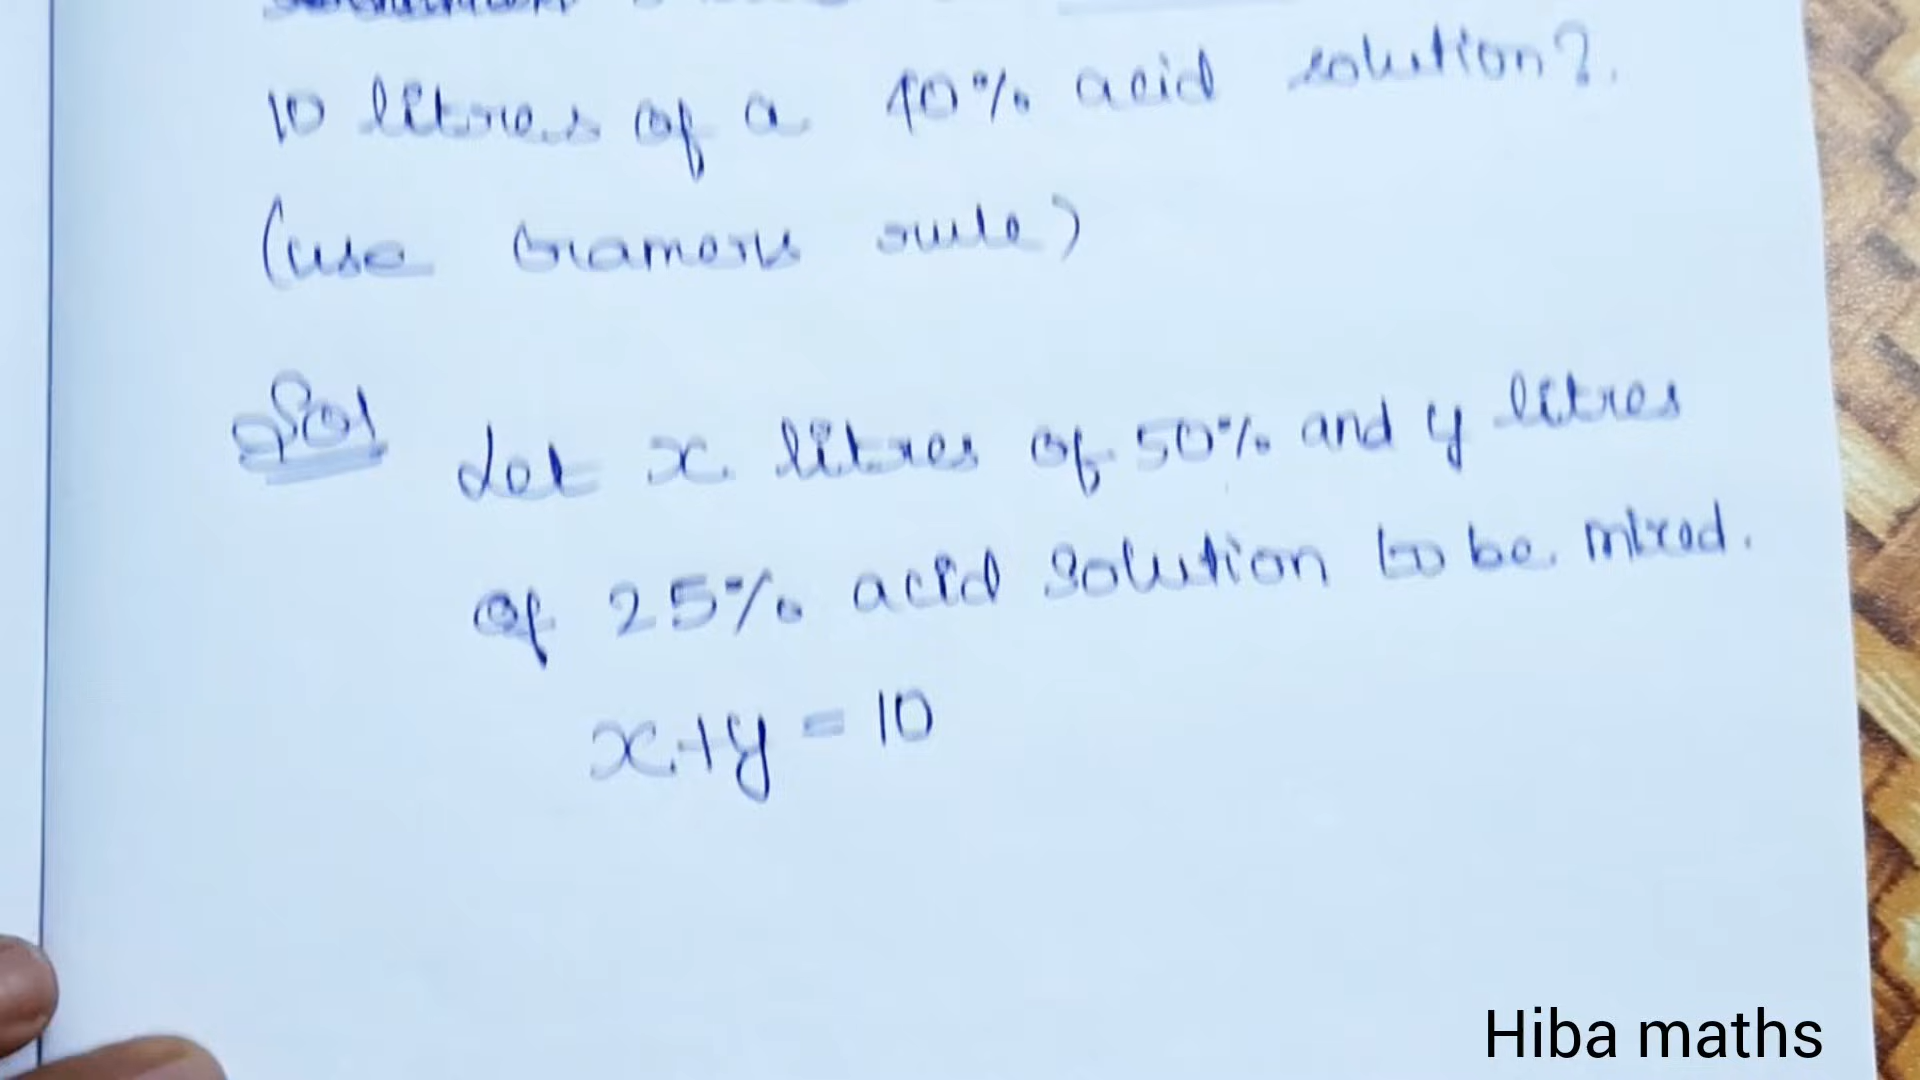 10 litres of a 40% acid solution?.
(use cramers rule)
Sol Let x litres of 50% and y litres
of 25% acid solution to be mixed.
x+y = 10
Hiba maths